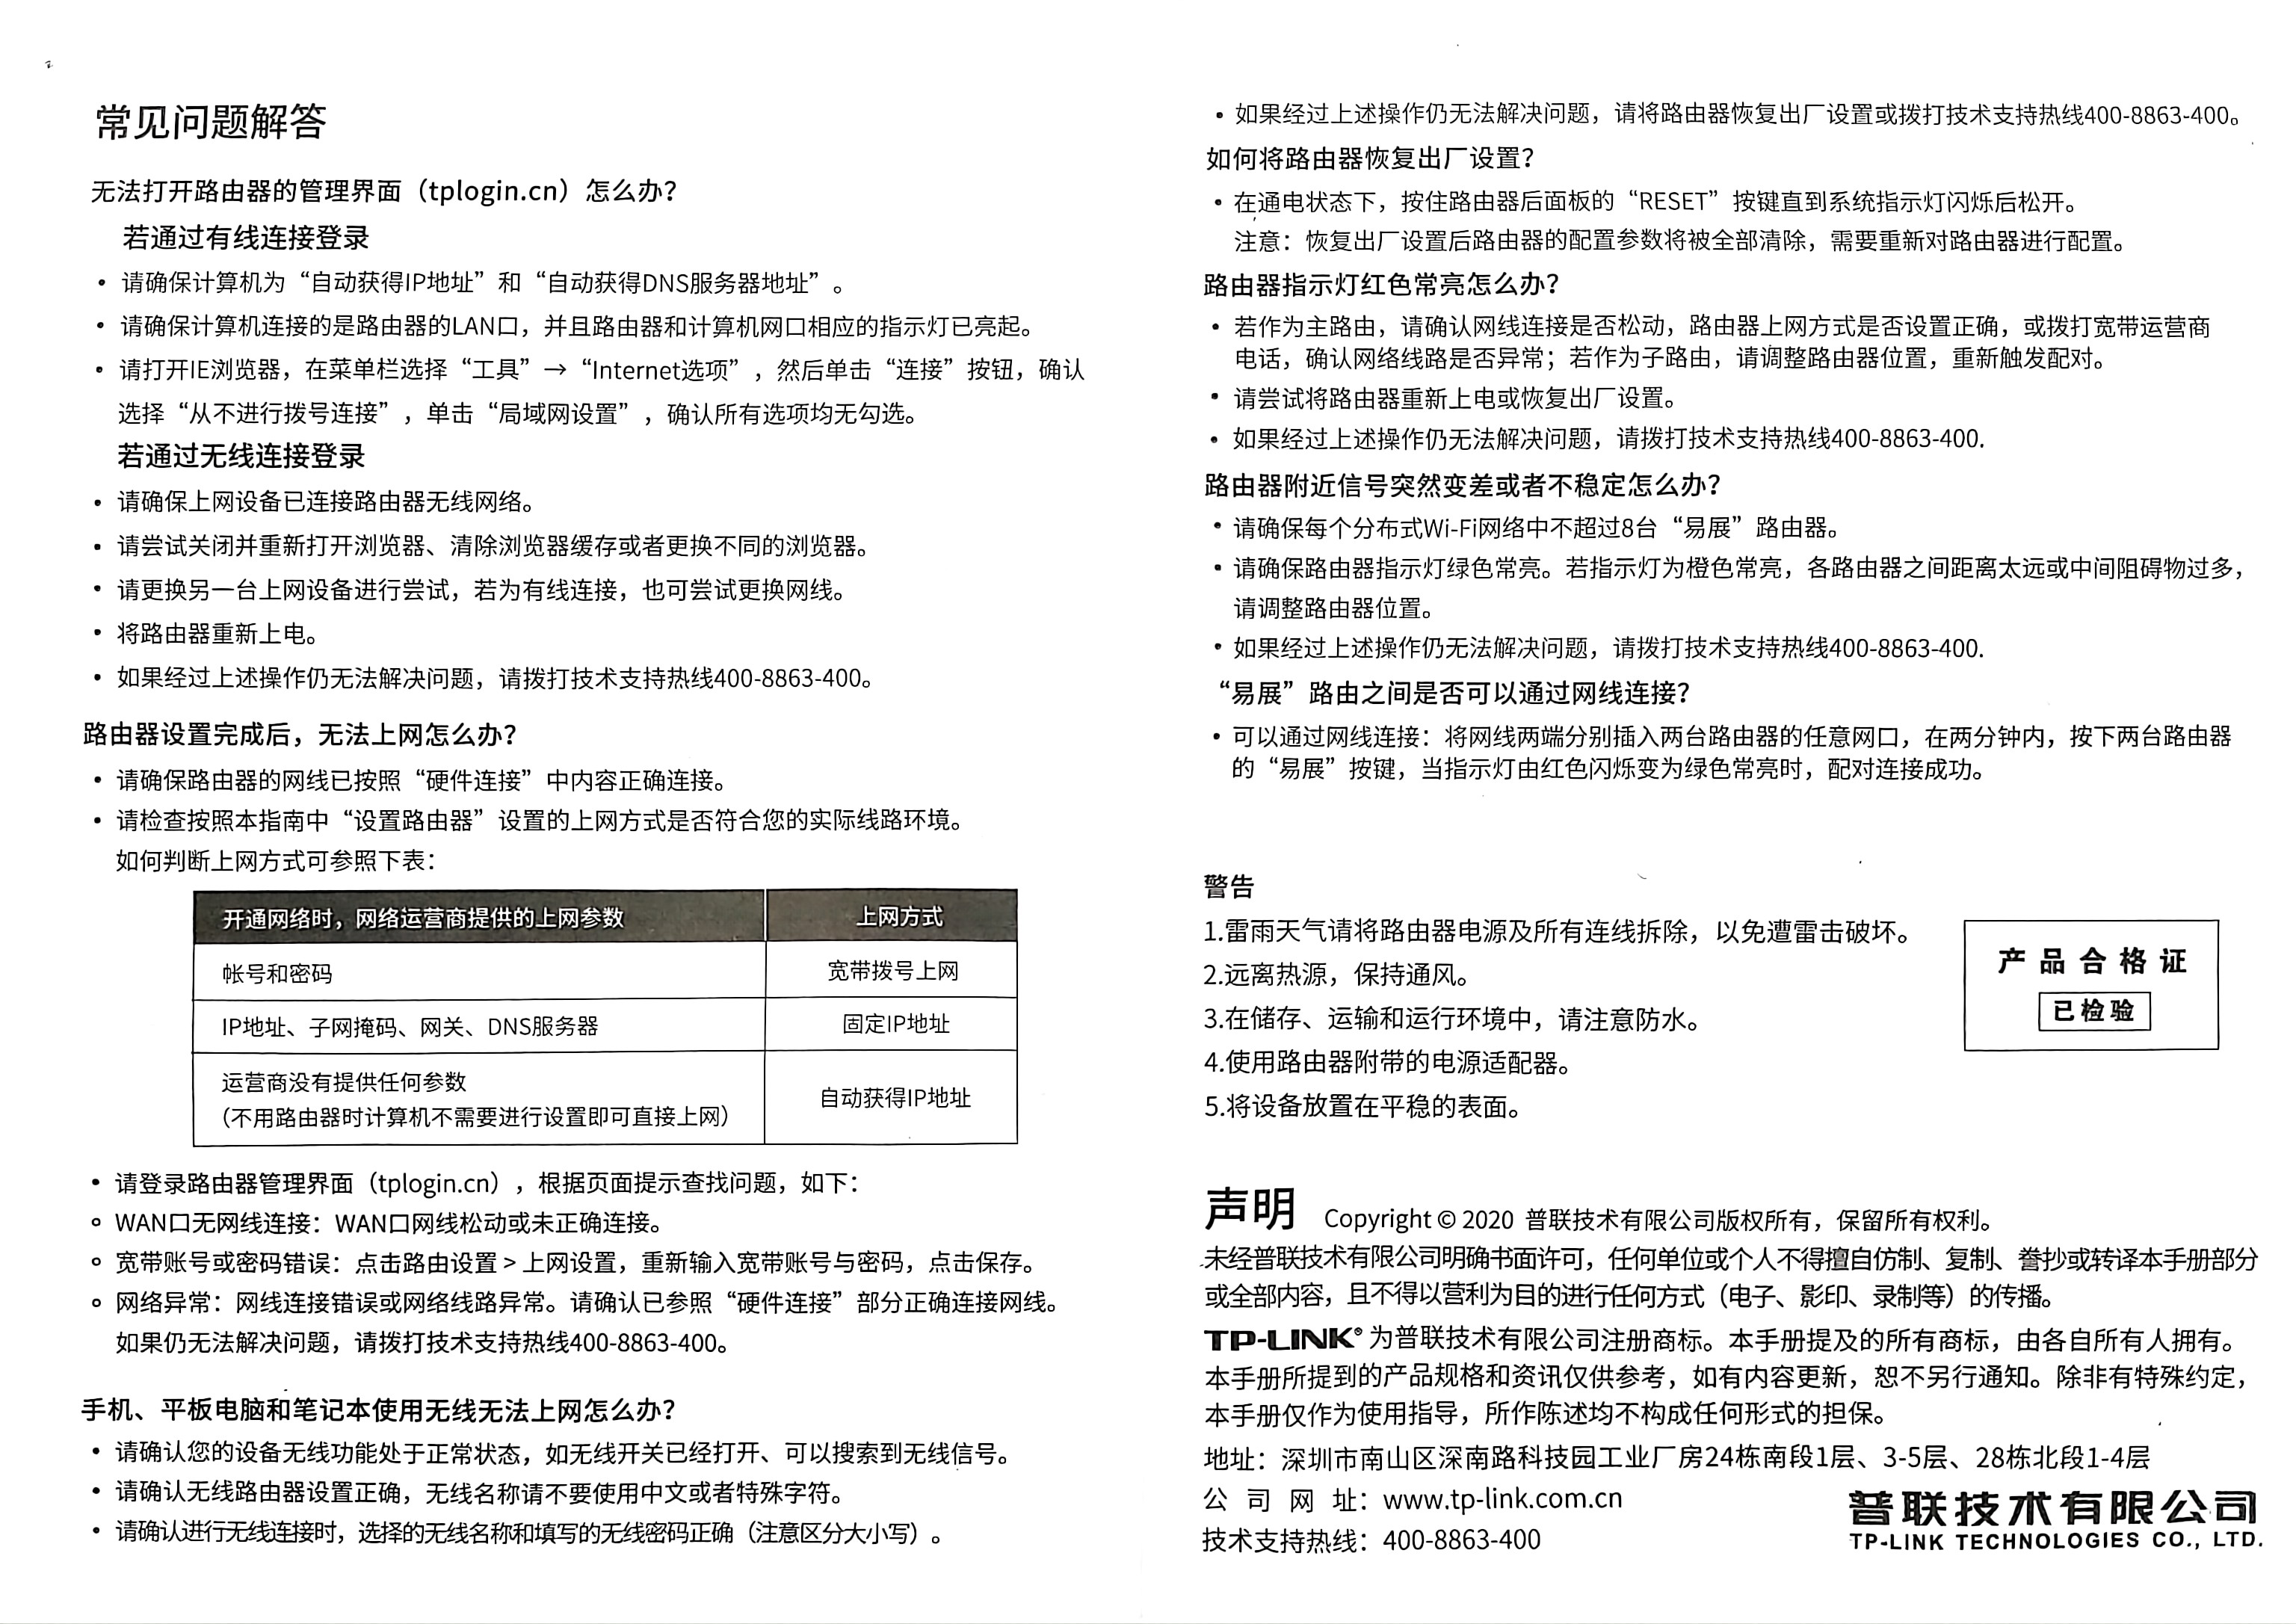 常见问题解答
无法打开路由器的管理界面（tplogin.cn）怎么办？
若通过有线连接登录
• 请确保计算机为“自动获得IP地址”和“自动获得DNS服务器地址”。
• 请确保计算机连接的是路由器的LAN口，并且路由器和计算机网口相应的指示灯已亮起。
• 请打开IE浏览器，在菜单栏选择“工具”→“Internet选项”，然后单击“连接”按钮，确认
选择“从不进行拨号连接”，单击“局域网设置”，确认所有选项均无勾选。
若通过无线连接登录
• 请确保上网设备已连接路由器无线网络。
• 请尝试关闭并重新打开浏览器、清除浏览器缓存或者更换不同的浏览器。
• 请更换另一台上网设备进行尝试，若为有线连接，也可尝试更换网线。
• 将路由器重新上电。
• 如果经过上述操作仍无法解决问题，请拨打技术支持热线400-8863-400。
路由器设置完成后，无法上网怎么办？
• 请确保路由器的网线已按照“硬件连接”中内容正确连接。
• 请检查按照本指南中“设置路由器”设置的上网方式是否符合您的实际线路环境。
如何判断上网方式可参照下表：
开通网络时，网络运营商提供的上网参数 上网方式
帐号和密码 宽带拨号上网
IP地址、子网掩码、网关、DNS服务器 固定IP地址
运营商没有提供任何参数
（不用路由器时计算机不需要进行设置即可直接上网） 自动获得IP地址
• 请登录路由器管理界面（tplogin.cn），根据页面提示查找问题，如下：
○ WAN口无网线连接：WAN口网线松动或未正确连接。
○ 宽带账号或密码错误：点击路由设置 > 上网设置，重新输入宽带账号与密码，点击保存。
○ 网络异常：网线连接错误或网络线路异常。请确认已参照“硬件连接”部分正确连接网线。
如果仍无法解决问题，请拨打技术支持热线400-8863-400。
手机、平板电脑和笔记本使用无线无法上网怎么办？
• 请确认您的设备无线功能处于正常状态，如无线开关已经打开、可以搜索到无线信号。
• 请确认无线路由器设置正确，无线名称请不要使用中文或者特殊字符。
• 请确认进行无线连接时，选择的无线名称和填写的无线密码正确（注意区分大小写）。
• 如果经过上述操作仍无法解决问题，请将路由器恢复出厂设置或拨打技术支持热线400-8863-400。
如何将路由器恢复出厂设置？
• 在通电状态下，按住路由器后面板的“RESET”按键直到系统指示灯闪烁后松开。
注意：恢复出厂设置后路由器的配置参数将被全部清除，需要重新对路由器进行配置。
路由器指示灯红色常亮怎么办？
• 若作为主路由，请确认网线连接是否松动，路由器上网方式是否设置正确，或拨打宽带运营商
电话，确认网络线路是否异常；若作为子路由，请调整路由器位置，重新触发配对。
• 请尝试将路由器重新上电或恢复出厂设置。
• 如果经过上述操作仍无法解决问题，请拨打技术支持热线400-8863-400.
路由器附近信号突然变差或者不稳定怎么办？
• 请确保每个分布式Wi-Fi网络中不超过8台“易展”路由器。
• 请确保路由器指示灯绿色常亮。若指示灯为橙色常亮，各路由器之间距离太远或中间阻碍物过多，
请调整路由器位置。
• 如果经过上述操作仍无法解决问题，请拨打技术支持热线400-8863-400.
“易展”路由之间是否可以通过网线连接？
• 可以通过网线连接：将网线两端分别插入两台路由器的任意网口，在两分钟内，按下两台路由器
的“易展”按键，当指示灯由红色闪烁变为绿色常亮时，配对连接成功。
警告
1.雷雨天气请将路由器电源及所有连线拆除，以免遭雷击破坏。
2.远离热源，保持通风。
3.在储存、运输和运行环境中，请注意防水。
4.使用路由器附带的电源适配器。
5.将设备放置在平稳的表面。
产品合格证
已检验
声明 Copyright © 2020 普联技术有限公司版权所有，保留所有权利。
未经普联技术有限公司明确书面许可，任何单位或个人不得擅自仿制、复制、誊抄或转译本手册部分
或全部内容，且不得以营利为目的进行任何方式（电子、影印、录制等）的传播。
TP-LINK® 为普联技术有限公司注册商标。本手册提及的所有商标，由各自所有人拥有。
本手册所提到的产品规格和资讯仅供参考，如有内容更新，恕不另行通知。除非有特殊约定，
本手册仅作为使用指导，所作陈述均不构成任何形式的担保。
地址：深圳市南山区深南路科技园工业厂房24栋南段1层、3-5层、28栋北段1-4层
公 司 网 址：www.tp-link.com.cn
技术支持热线：400-8863-400
普联技术有限公司
TP-LINK TECHNOLOGIES CO., LTD.